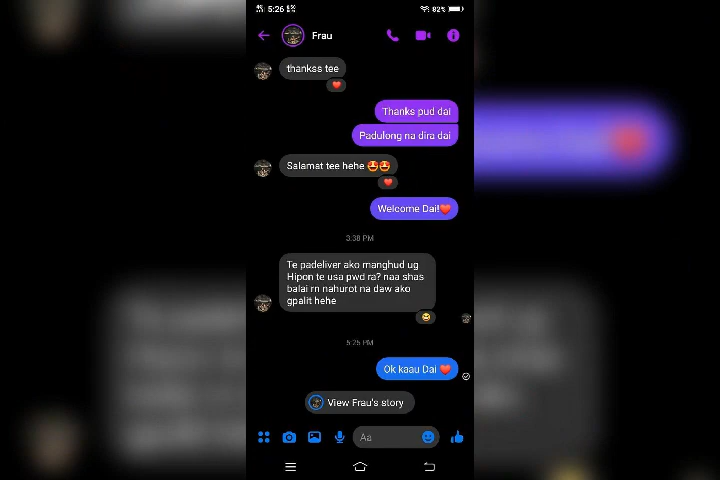 5:26
82%
Frau
thankss tee
Thanks pud dai
Padulong na dira dai
Salamat tee hehe 🤩🤩
Welcome Dai!❤️
3:38 PM
Te padeliver ako manghud ug
Hipon te usa pwd ra? naa shas
balai rn nahurot na daw ako
gpalit hehe
5:25 PM
Ok kaau Dai ❤️
View Frau's story
Aa